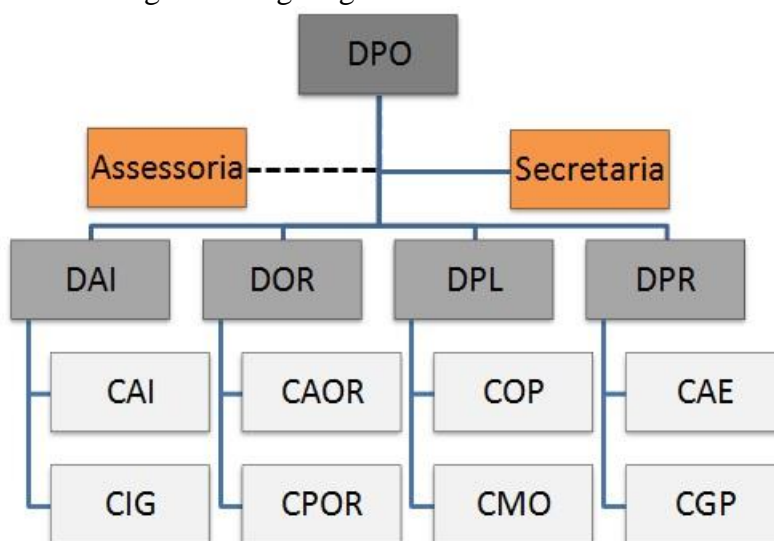 DPO
Assessoria
Secretaria
DAI
DOR
DPL
DPR
CAI
CAOR
COP
CAE
CIG
CPOR
CMO
CGP